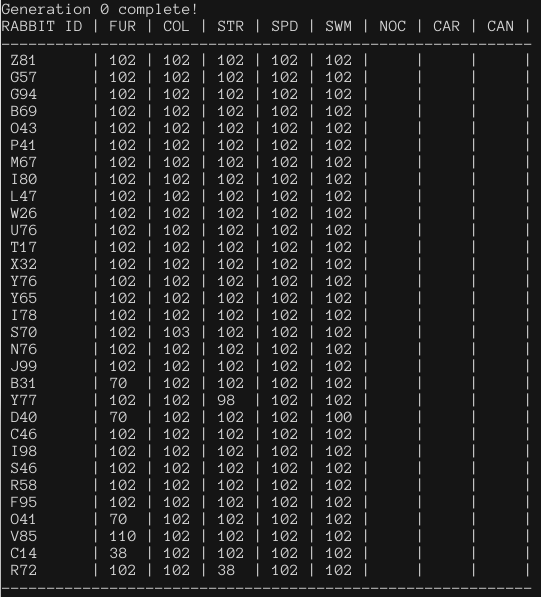 Generation 0 complete!
RABBIT ID | FUR | COL | STR | SPD | SWM | NOC | CAR | CAN |
-----------------------------------------------------------
Z81 | 102 | 102 | 102 | 102 | 102 | | | |
G57 | 102 | 102 | 102 | 102 | 102 | | | |
G94 | 102 | 102 | 102 | 102 | 102 | | | |
B69 | 102 | 102 | 102 | 102 | 102 | | | |
O43 | 102 | 102 | 102 | 102 | 102 | | | |
P41 | 102 | 102 | 102 | 102 | 102 | | | |
M67 | 102 | 102 | 102 | 102 | 102 | | | |
I80 | 102 | 102 | 102 | 102 | 102 | | | |
L47 | 102 | 102 | 102 | 102 | 102 | | | |
W26 | 102 | 102 | 102 | 102 | 102 | | | |
U76 | 102 | 102 | 102 | 102 | 102 | | | |
T17 | 102 | 102 | 102 | 102 | 102 | | | |
X32 | 102 | 102 | 102 | 102 | 102 | | | |
Y76 | 102 | 102 | 102 | 102 | 102 | | | |
Y65 | 102 | 102 | 102 | 102 | 102 | | | |
I78 | 102 | 102 | 102 | 102 | 102 | | | |
S70 | 102 | 103 | 102 | 102 | 102 | | | |
N76 | 102 | 102 | 102 | 102 | 102 | | | |
J99 | 102 | 102 | 102 | 102 | 102 | | | |
B31 | 70 | 102 | 102 | 102 | 102 | | | |
Y77 | 102 | 102 | 98 | 102 | 102 | | | |
D40 | 70 | 102 | 102 | 102 | 100 | | | |
C46 | 102 | 102 | 102 | 102 | 102 | | | |
I98 | 102 | 102 | 102 | 102 | 102 | | | |
S46 | 102 | 102 | 102 | 102 | 102 | | | |
R58 | 102 | 102 | 102 | 102 | 102 | | | |
F95 | 102 | 102 | 102 | 102 | 102 | | | |
O41 | 70 | 102 | 102 | 102 | 102 | | | |
V85 | 110 | 102 | 102 | 102 | 102 | | | |
C14 | 38 | 102 | 102 | 102 | 102 | | | |
R72 | 102 | 102 | 38 | 102 | 102 | | | |
-----------------------------------------------------------